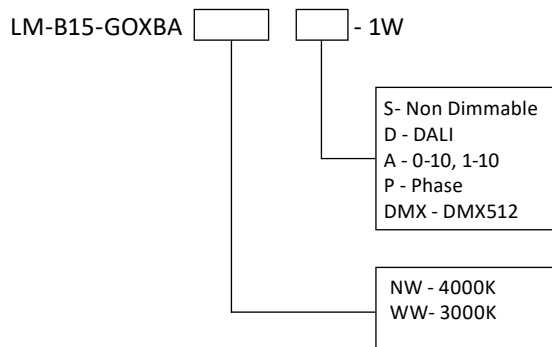 LM-B15-GOXBA - 1W
S- Non Dimmable
D - DALI
A - 0-10, 1-10
P - Phase
DMX - DMX512
NW - 4000K
WW- 3000K